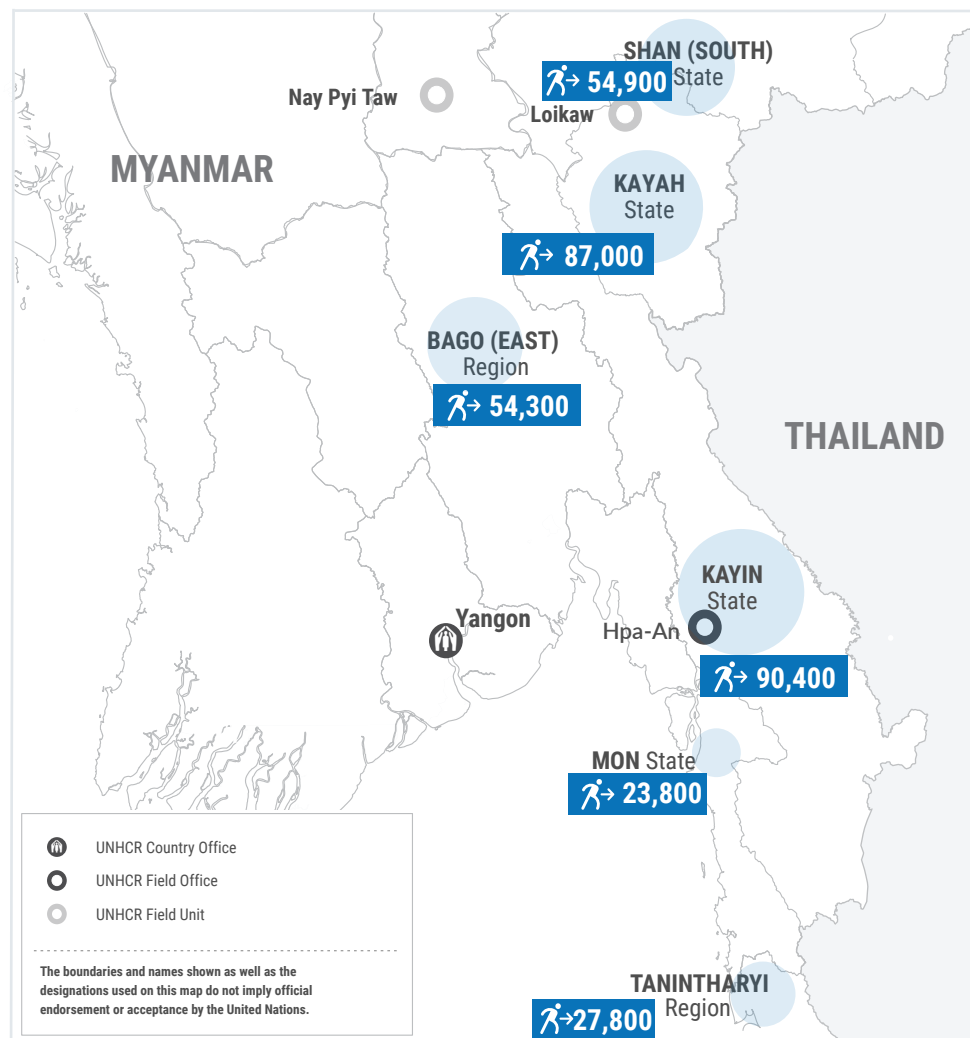 SHAN (SOUTH)
State
54,900
Nay Pyi Taw
Loikaw
MYANMAR
KAYAH
State
87,000
BAGO (EAST)
Region
54,300
THAILAND
KAYIN
State
Yangon
Hpa-An
90,400
MON State
23,800
UNHCR Country Office
UNHCR Field Office
UNHCR Field Unit
The boundaries and names shown as well as the
designations used on this map do not imply official
endorsement or acceptance by the United Nations.
TANINTHARYI
Region
27,800